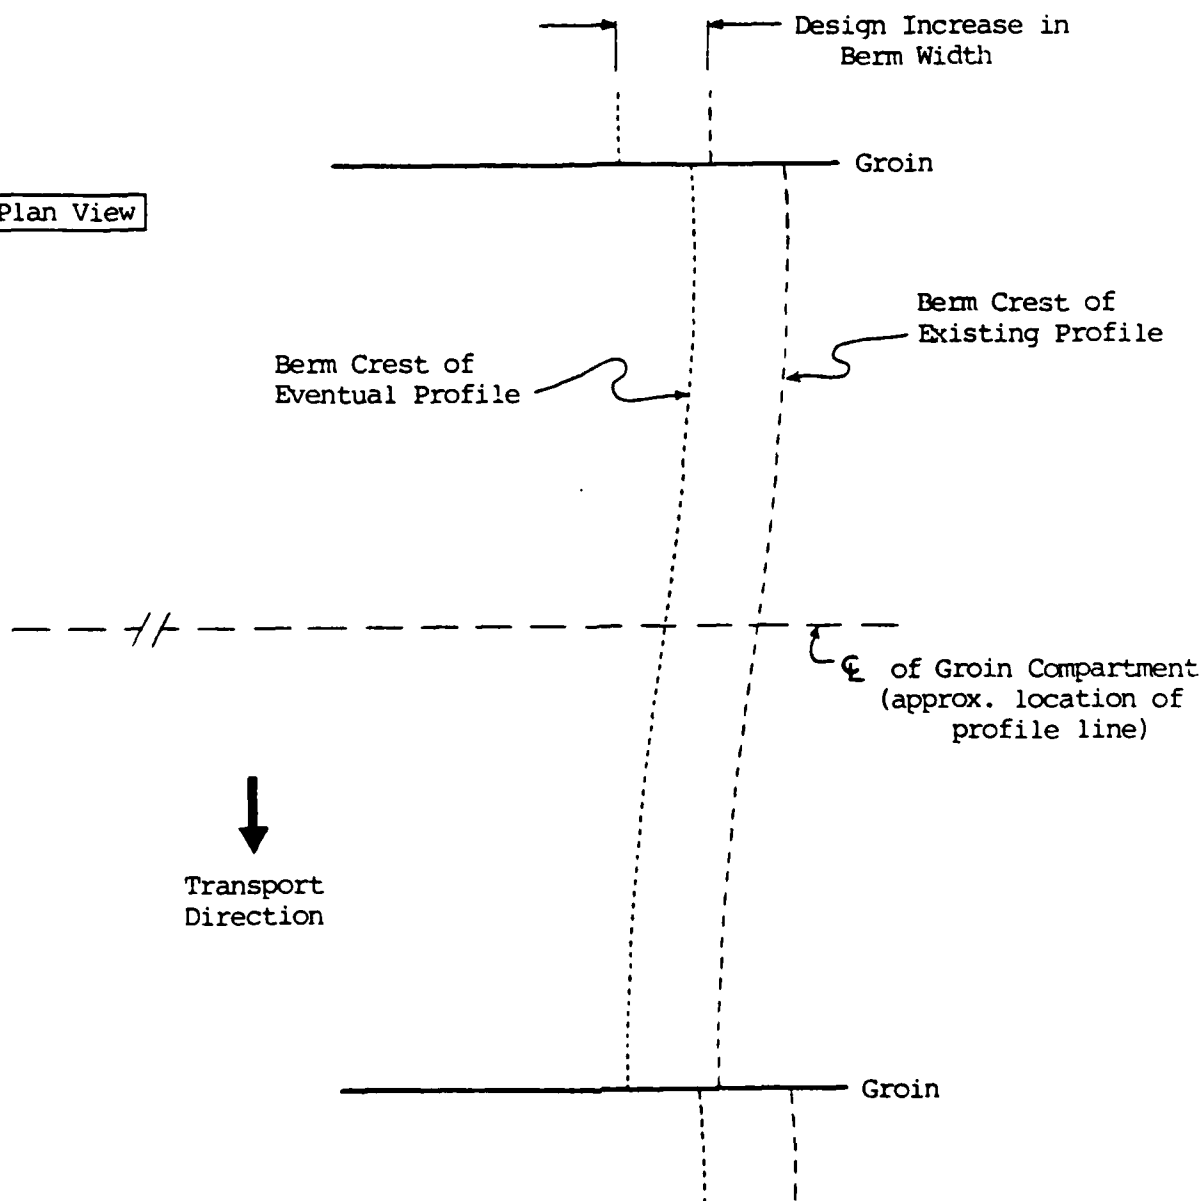 Design Increase in
Berm Width
Groin
Plan View
Berm Crest of
Existing Profile
Berm Crest of
Eventual Profile
℄ of Groin Compartment
(approx. location of
profile line)
Transport
Direction
Groin